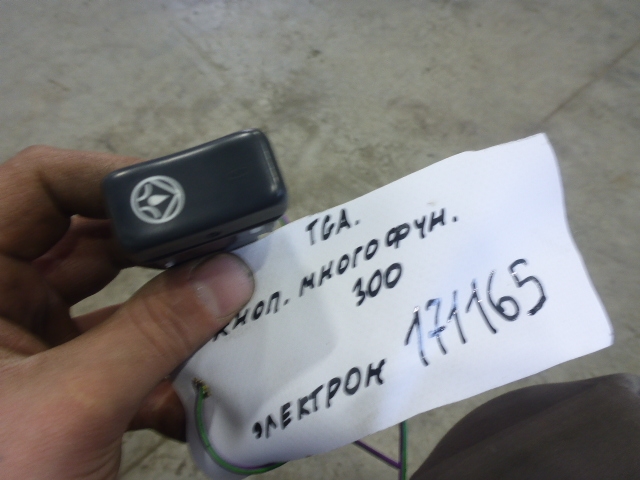 TGA.
КНОП. МНОГОФУН.
300
ЭЛЕКТРОН 171165